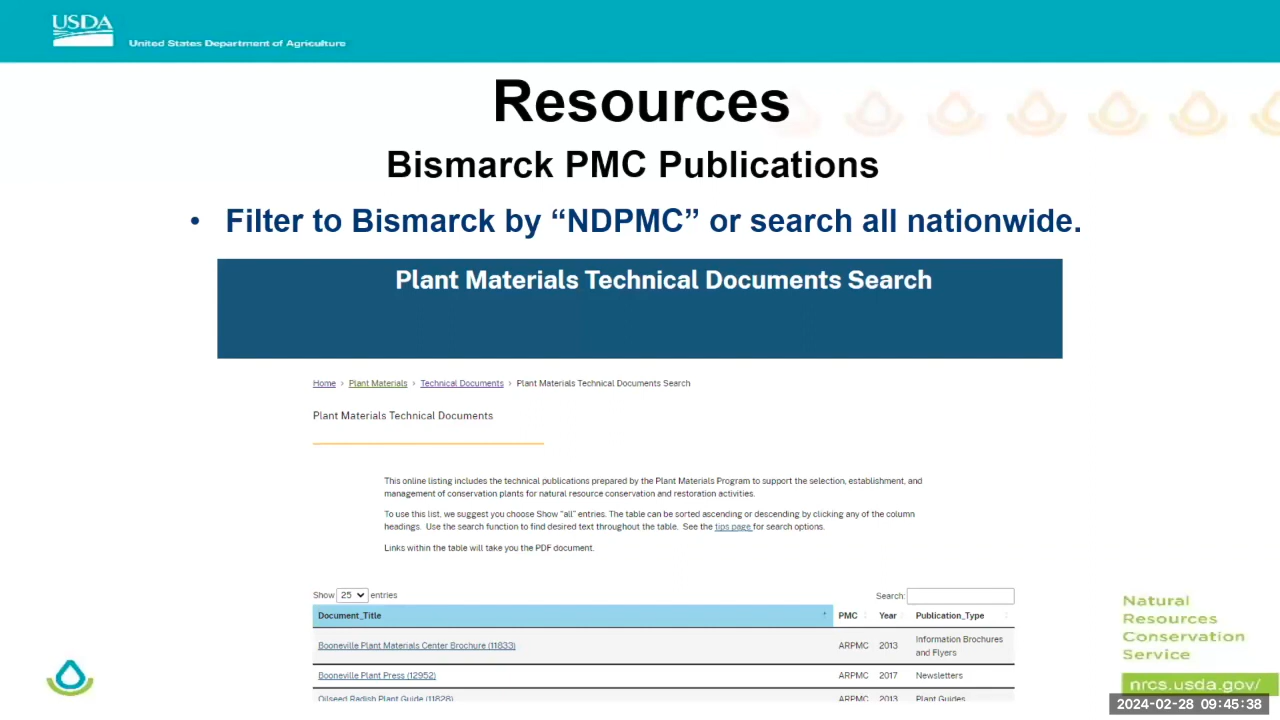 USDA
United States Department of Agriculture
Resources
Bismarck PMC Publications
• Filter to Bismarck by “NDPMC” or search all nationwide.
Plant Materials Technical Documents Search
Home › Plant Materials › Technical Documents › Plant Materials Technical Documents Search
Plant Materials Technical Documents
This online listing includes the technical publications prepared by the Plant Materials Program to support the selection, establishment, and
management of conservation plants for natural resource conservation and restoration activities.
To use this list, we suggest you choose Show "all" entries. The table can be sorted ascending or descending by clicking any of the column
headings. Use the search function to find desired text throughout the table. See the tips page for search options.
Links within the table will take you the PDF document.
Show 25 entries Search:
Document_Title PMC Year Publication_Type
Booneville Plant Materials Center Brochure (11833) ARPMC 2013 Information Brochures
and Flyers
Booneville Plant Press (12952) ARPMC 2017 Newsletters
Oilseed Radish Plant Guide (11828) ARPMC 2013 Plant Guides
Natural
Resources
Conservation
Service
nrcs.usda.gov/
2024-02-28 09:45:38